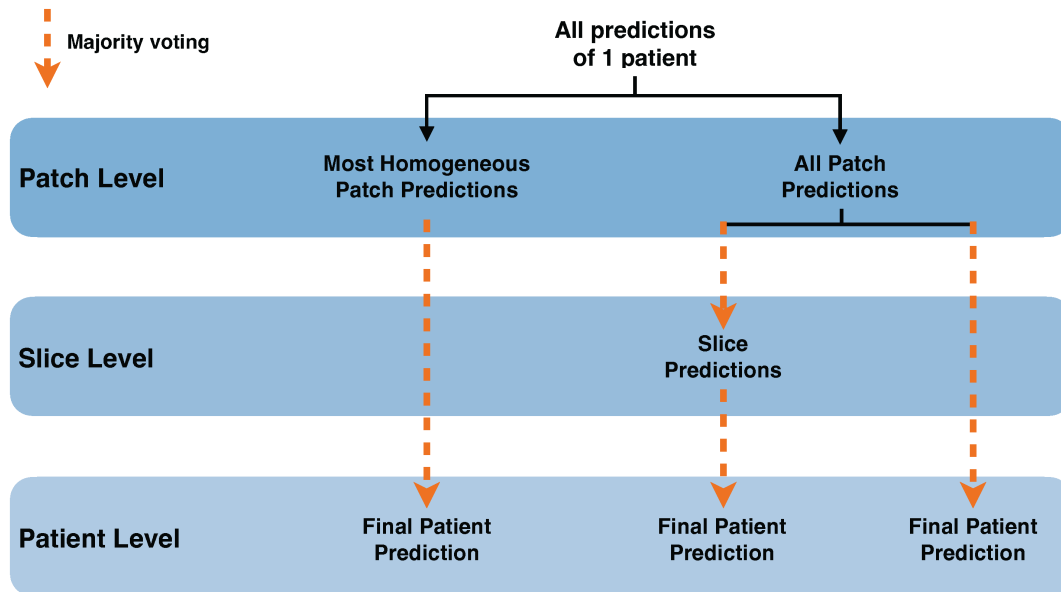 Majority voting
All predictions
of 1 patient
Patch Level
Most Homogeneous
Patch Predictions
All Patch
Predictions
Slice Level
Slice
Predictions
Patient Level
Final Patient
Prediction
Final Patient
Prediction
Final Patient
Prediction